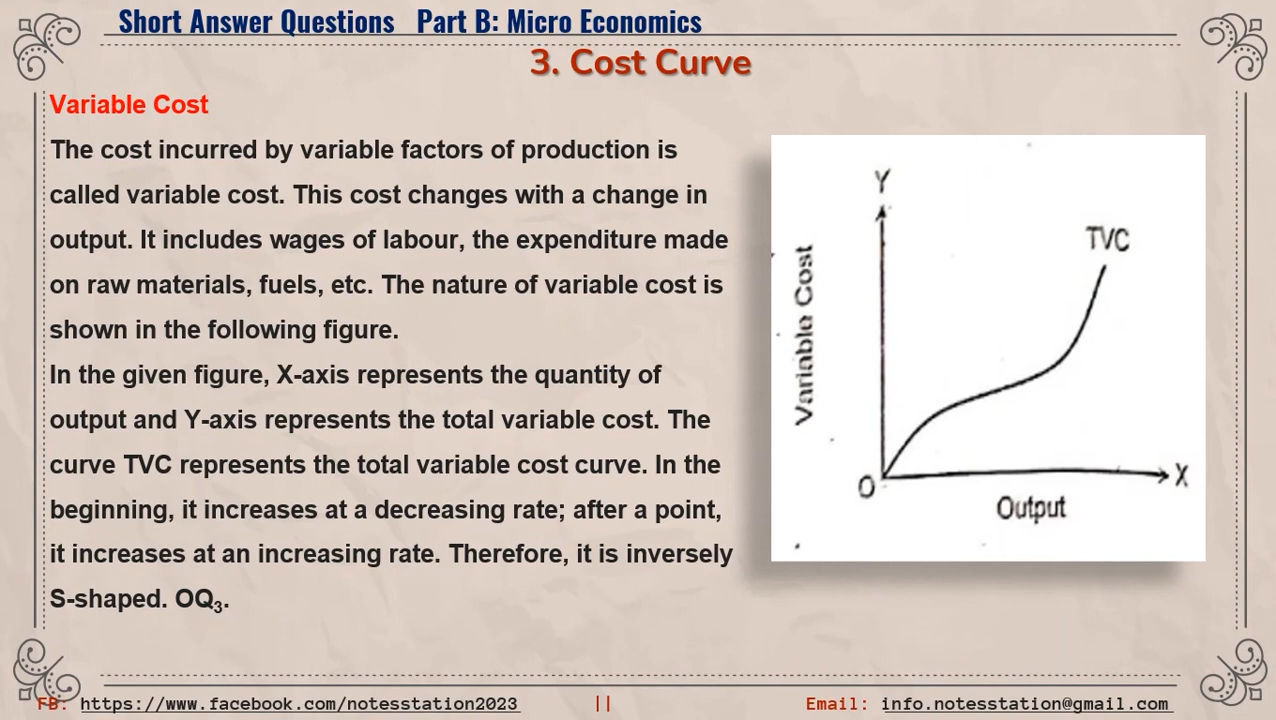 Short Answer Questions Part B: Micro Economics
3. Cost Curve
Variable Cost
The cost incurred by variable factors of production is
called variable cost. This cost changes with a change in
output. It includes wages of labour, the expenditure made
on raw materials, fuels, etc. The nature of variable cost is
shown in the following figure.
In the given figure, X-axis represents the quantity of
output and Y-axis represents the total variable cost. The
curve TVC represents the total variable cost curve. In the
beginning, it increases at a decreasing rate; after a point,
it increases at an increasing rate. Therefore, it is inversely
S-shaped. OQ₃.
Y
TVC
Variable Cost
O
X
Output
FB: https://www.facebook.com/notesstation2023 || Email: info.notesstation@gmail.com